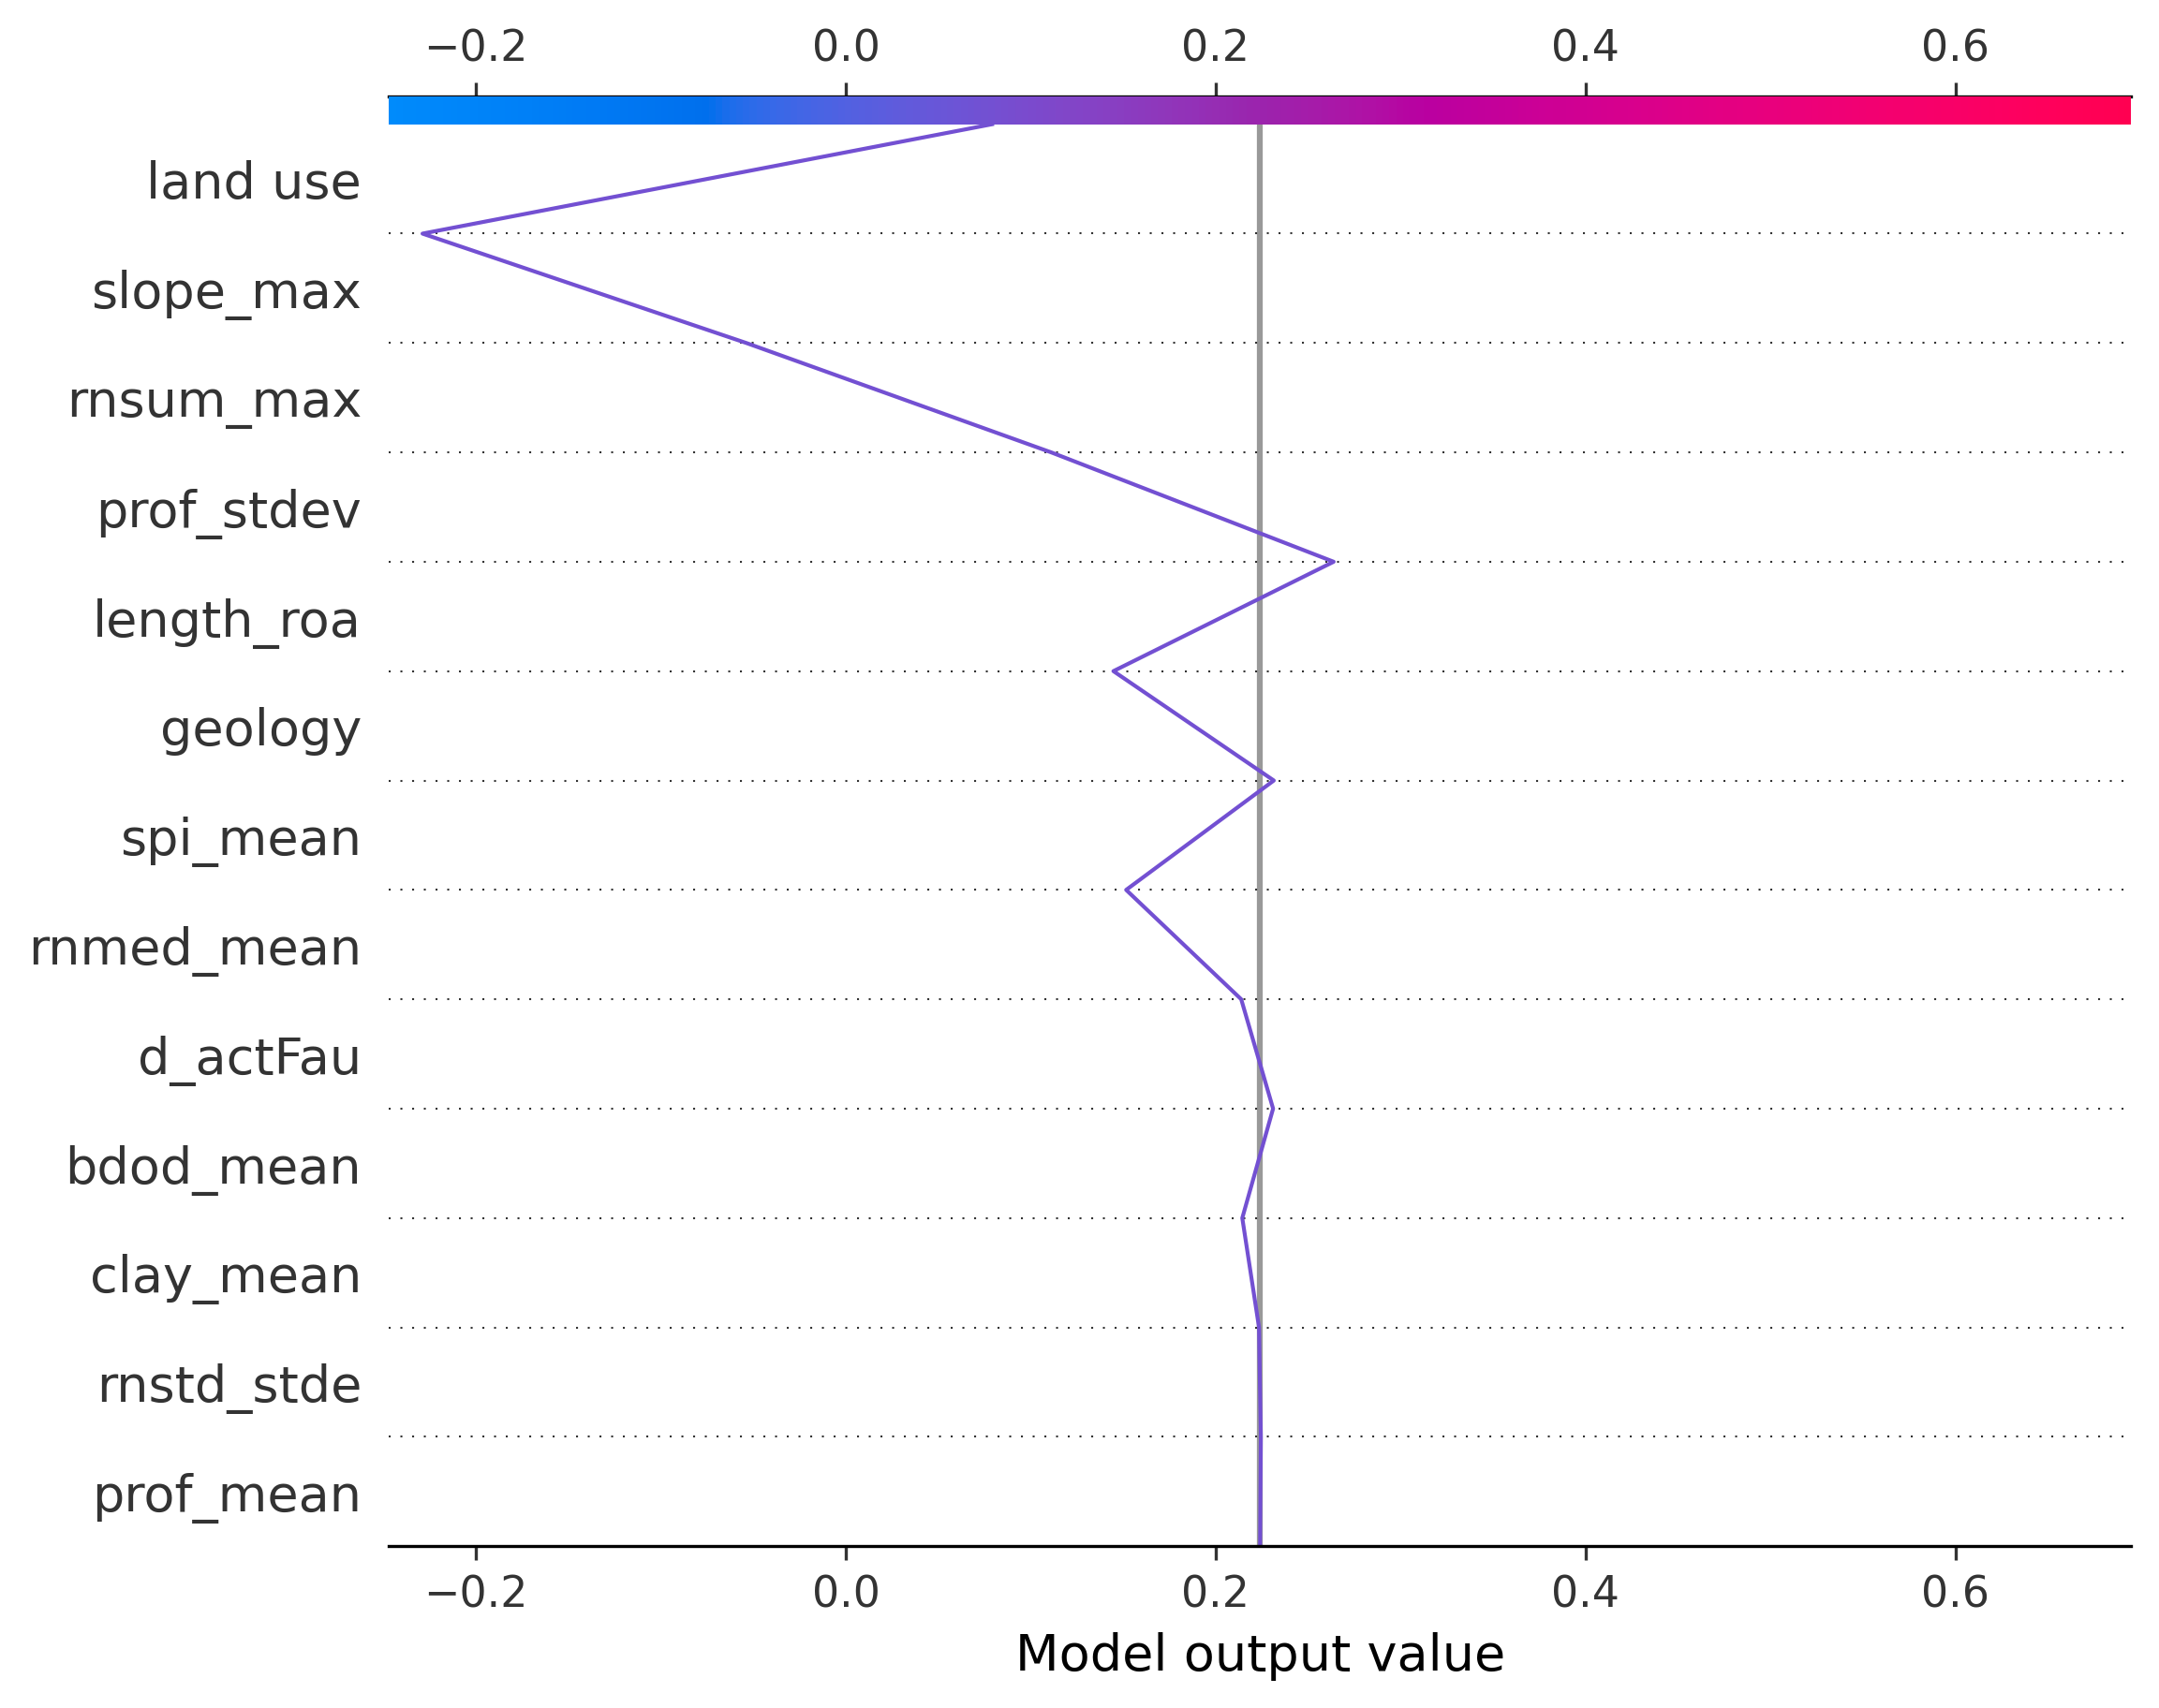 −0.2 0.0 0.2 0.4 0.6
land use
slope_max
rnsum_max
prof_stdev
length_roa
geology
spi_mean
rnmed_mean
d_actFau
bdod_mean
clay_mean
rnstd_stde
prof_mean
−0.2 0.0 0.2 0.4 0.6
Model output value